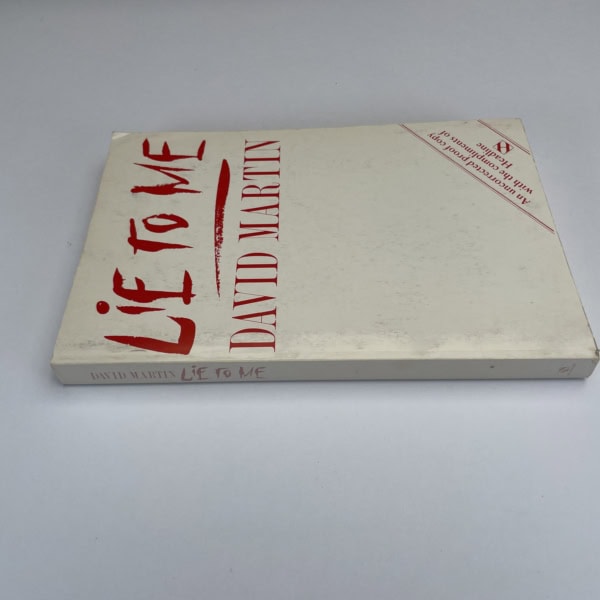 LiE TO ME
DAVID MARTIN
An uncorrected proof copy
with the compliments of
Headline
DAVID MARTIN LiE TO ME